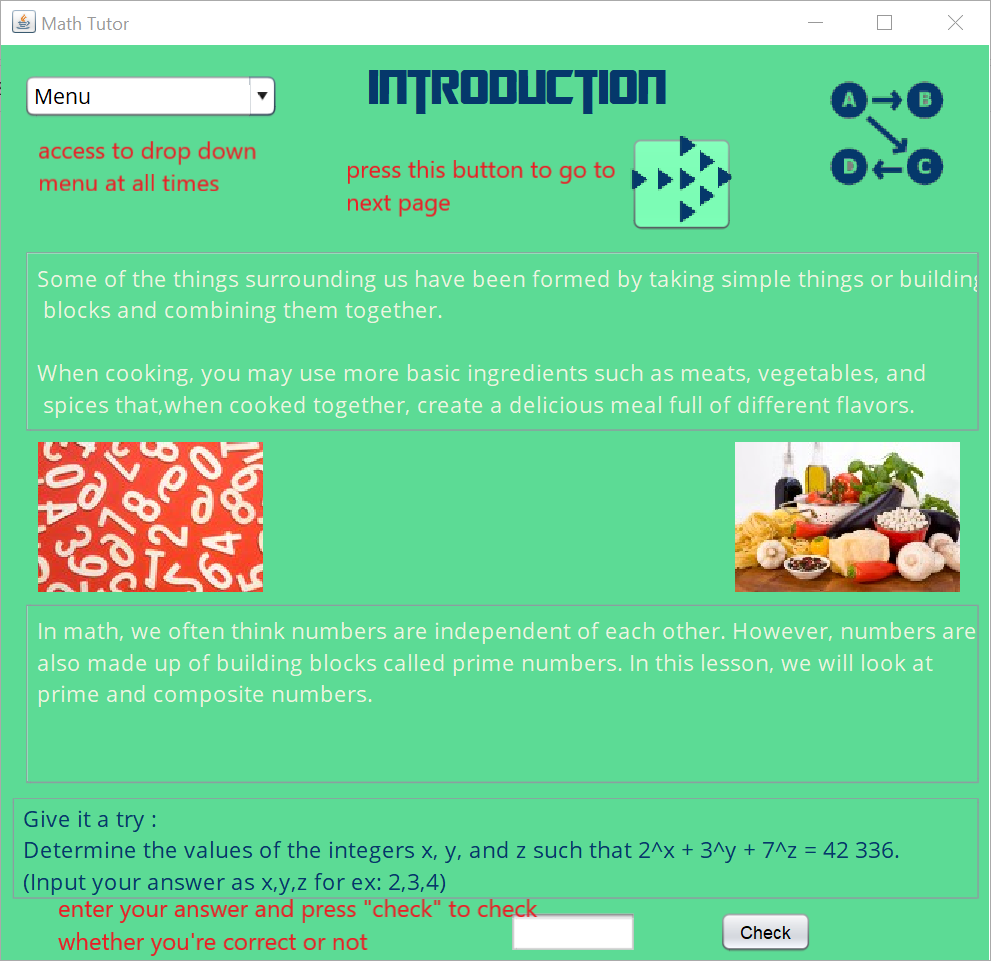 Math Tutor
Menu
INTRODUCTION
A B
D C
access to drop down
menu at all times
press this button to go to
next page
Some of the things surrounding us have been formed by taking simple things or building
blocks and combining them together.
When cooking, you may use more basic ingredients such as meats, vegetables, and
spices that,when cooked together, create a delicious meal full of different flavors.
In math, we often think numbers are independent of each other. However, numbers are
also made up of building blocks called prime numbers. In this lesson, we will look at
prime and composite numbers.
Give it a try :
Determine the values of the integers x, y, and z such that 2^x + 3^y + 7^z = 42 336.
(Input your answer as x,y,z for ex: 2,3,4)
enter your answer and press "check" to check
whether you're correct or not
Check